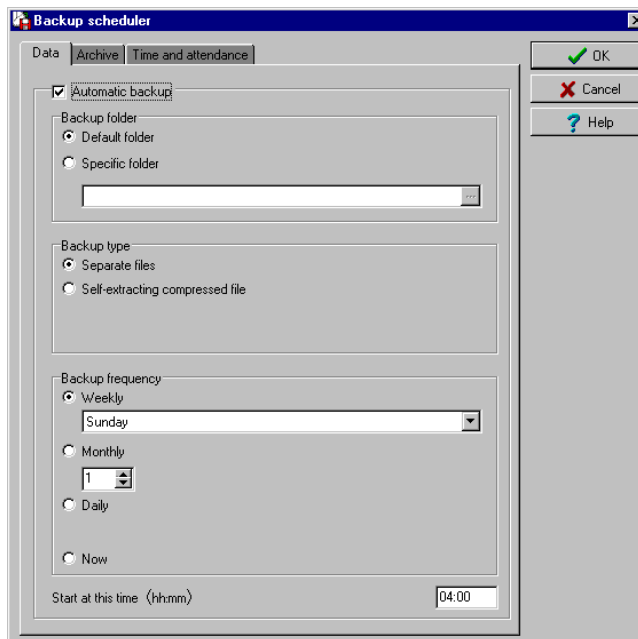 Backup scheduler
Data Archive Time and attendance
OK
Cancel
Help
Automatic backup
Backup folder
Default folder
Specific folder
...
Backup type
Separate files
Self-extracting compressed file
Backup frequency
Weekly
Sunday
Monthly
1
Daily
Now
Start at this time (hh:mm) 04:00